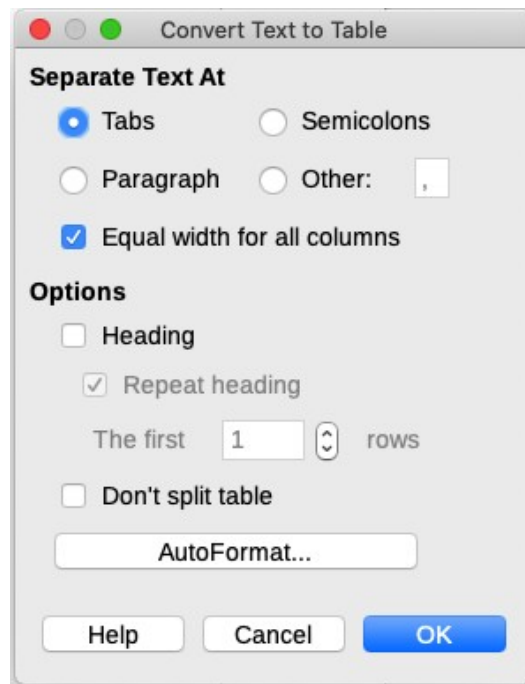 Convert Text to Table
Separate Text At
Tabs Semicolons
Paragraph Other: ,
Equal width for all columns
Options
Heading
Repeat heading
The first 1 rows
Don't split table
AutoFormat...
Help Cancel OK